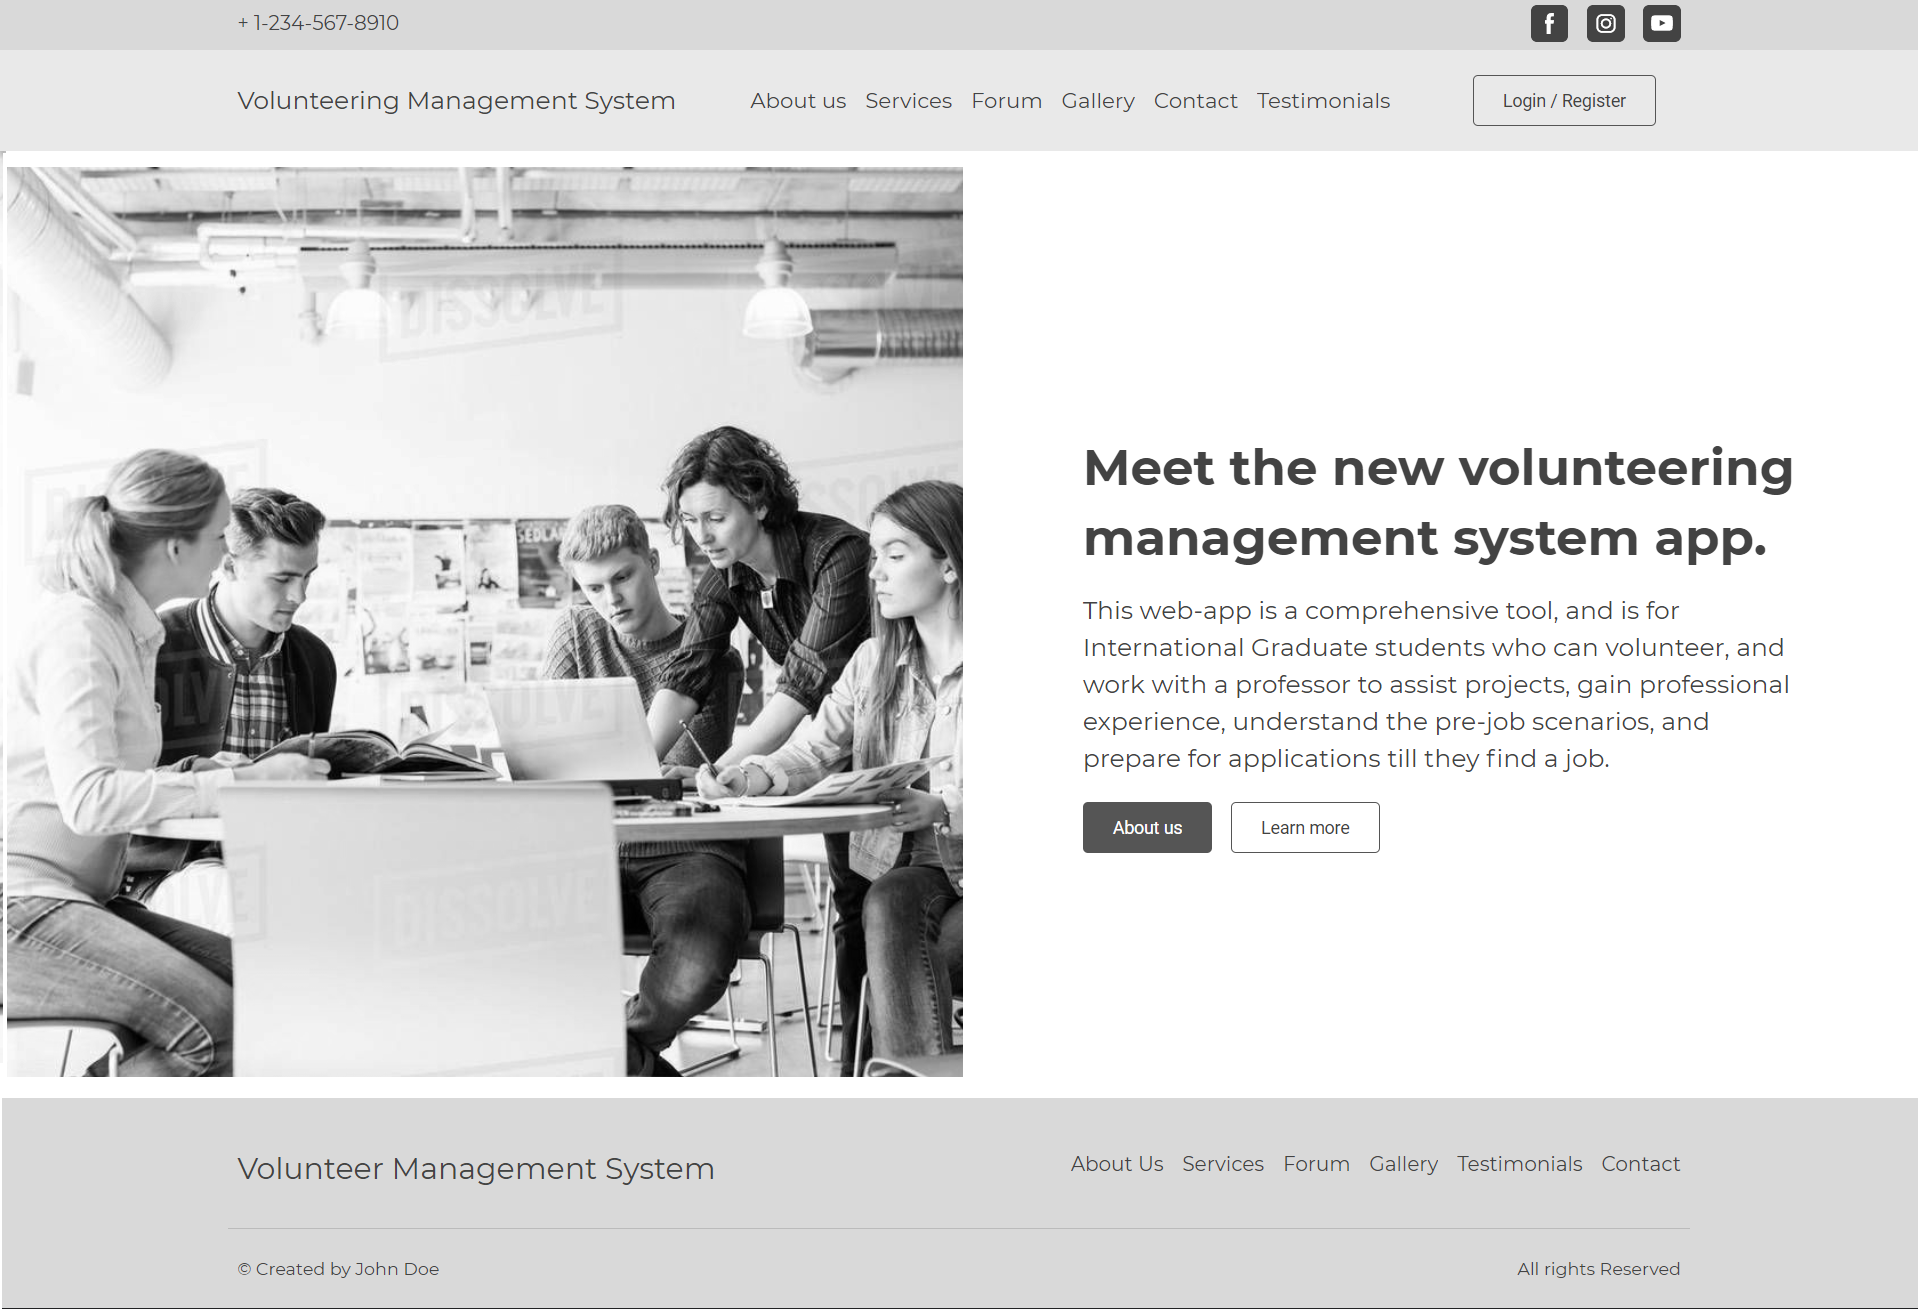 + 1-234-567-8910
Volunteering Management System
About us Services Forum Gallery Contact Testimonials
Login / Register
DISSOLVE
SEDLA
DISSOLVE
Meet the new volunteering
management system app.
This web-app is a comprehensive tool, and is for
International Graduate students who can volunteer, and
work with a professor to assist projects, gain professional
experience, understand the pre-job scenarios, and
prepare for applications till they find a job.
About us
Learn more
Volunteer Management System
About Us Services Forum Gallery Testimonials Contact
© Created by John Doe
All rights Reserved